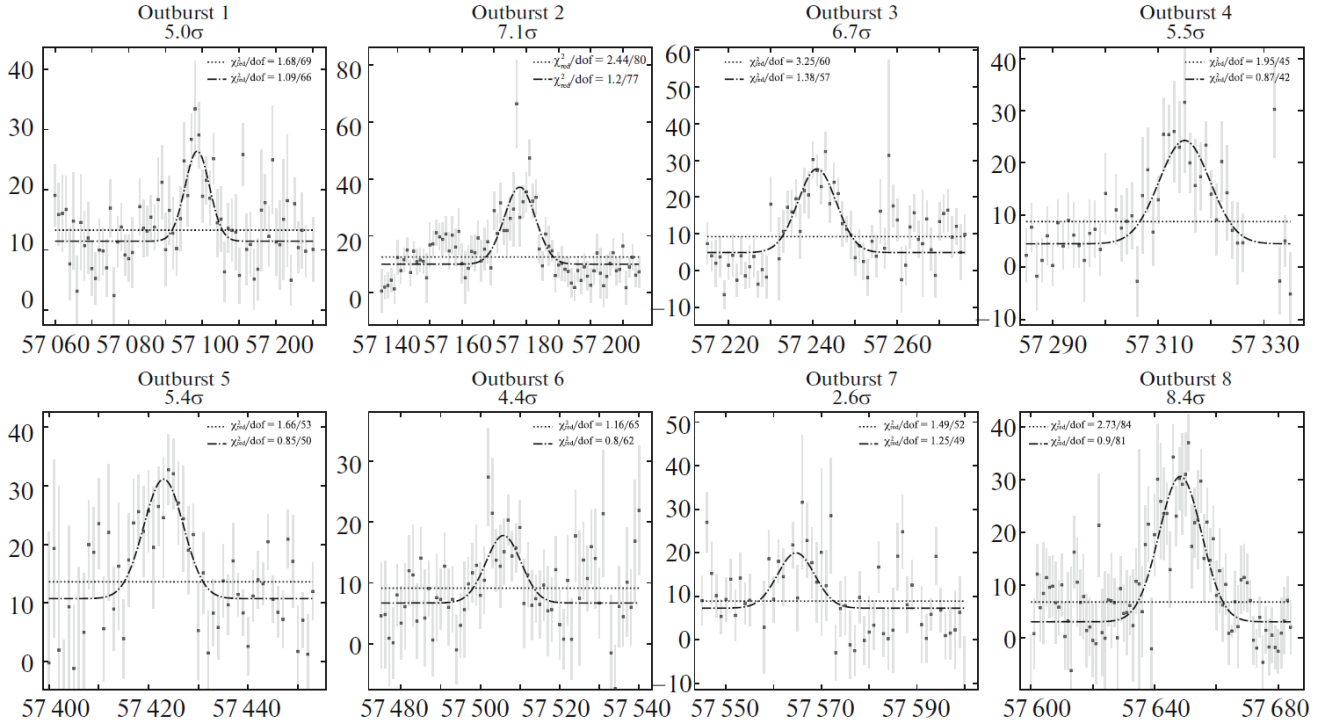 Outburst 1
5.0σ
χ²red/dof = 1.68/69
χ²red/dof = 1.09/66
40
30
20
10
0
57 060 57 080 57 100 57 200
Outburst 2
7.1σ
χ²red/dof = 2.44/80
χ²red/dof = 1.2/77
80
60
40
20
0
57 140 57 160 57 180 57 200
Outburst 3
6.7σ
χ²red/dof = 3.25/60
χ²red/dof = 1.38/57
60
50
40
30
20
10
0
−10
57 220 57 240 57 260
Outburst 4
5.5σ
χ²red/dof = 1.95/45
χ²red/dof = 0.87/42
40
30
20
10
0
−10
57 290 57 310 57 330
Outburst 5
5.4σ
χ²red/dof = 1.66/53
χ²red/dof = 0.85/50
40
30
20
10
0
57 400 57 420 57 440
Outburst 6
4.4σ
χ²red/dof = 1.16/65
χ²red/dof = 0.8/62
30
20
10
0
57 480 57 500 57 520 57 540
Outburst 7
2.6σ
χ²red/dof = 1.49/52
χ²red/dof = 1.25/49
50
40
30
20
10
0
−10
57 550 57 570 57 590
Outburst 8
8.4σ
χ²red/dof = 2.73/84
χ²red/dof = 0.9/81
40
30
20
10
0
57 600 57 640 57 660 57 680